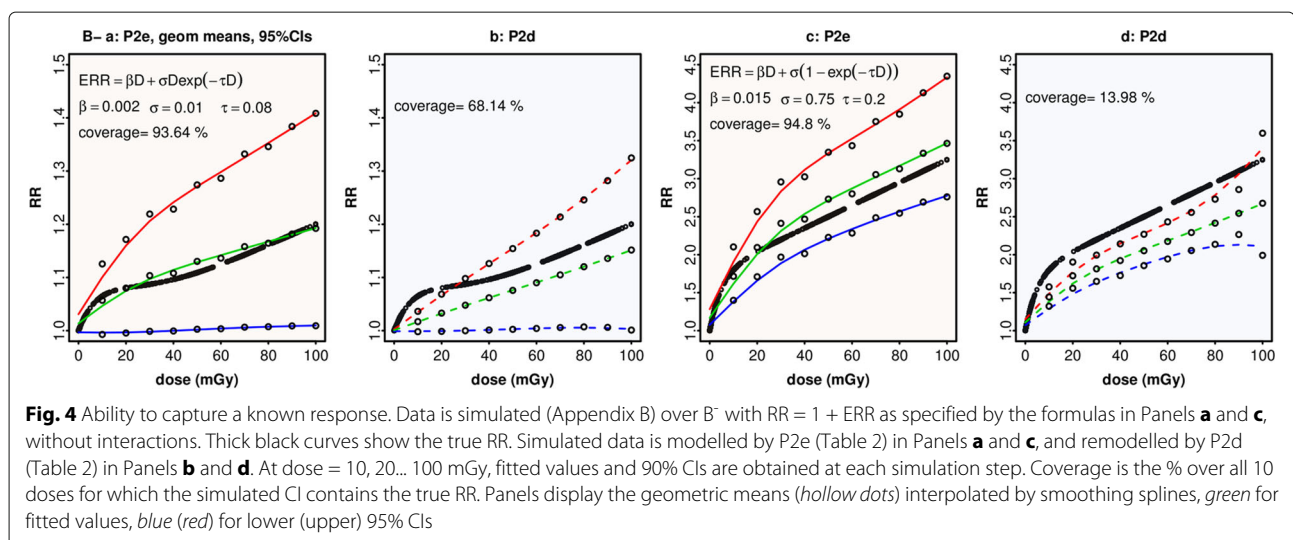 B− a: P2e, geom means, 95%CIs
ERR = βD + σDexp(−τD)
β = 0.002 σ = 0.01 τ = 0.08
coverage= 93.64 %
RR
1.0 1.1 1.2 1.3 1.4 1.5
0 20 40 60 80 100
dose (mGy)
b: P2d
coverage= 68.14 %
RR
1.0 1.1 1.2 1.3 1.4 1.5
0 20 40 60 80 100
dose (mGy)
c: P2e
ERR = βD + σ(1 − exp(−τD))
β = 0.015 σ = 0.75 τ = 0.2
coverage= 94.8 %
RR
1.0 1.5 2.0 2.5 3.0 3.5 4.0 4.5
0 20 40 60 80 100
dose (mGy)
d: P2d
coverage= 13.98 %
RR
1.0 1.5 2.0 2.5 3.0 3.5 4.0 4.5
0 20 40 60 80 100
dose (mGy)
Fig. 4 Ability to capture a known response. Data is simulated (Appendix B) over B⁻ with RR = 1 + ERR as specified by the formulas in Panels a and c,
without interactions. Thick black curves show the true RR. Simulated data is modelled by P2e (Table 2) in Panels a and c, and remodelled by P2d
(Table 2) in Panels b and d. At dose = 10, 20... 100 mGy, fitted values and 90% CIs are obtained at each simulation step. Coverage is the % over all 10
doses for which the simulated CI contains the true RR. Panels display the geometric means (hollow dots) interpolated by smoothing splines, green for
fitted values, blue (red) for lower (upper) 95% CIs